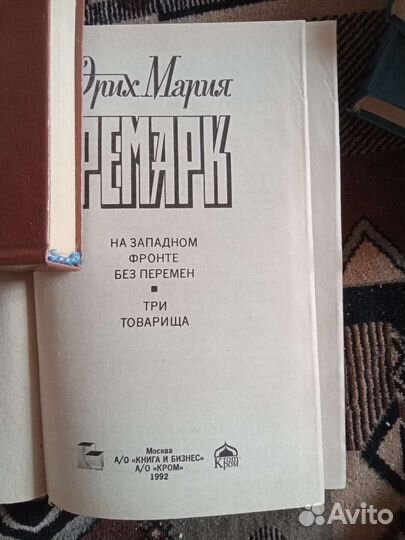 Эрих Мария
РЕМАРК
НА ЗАПАДНОМ
ФРОНТЕ
БЕЗ ПЕРЕМЕН
ТРИ
ТОВАРИЩА
Москва
А/О «КНИГА И БИЗНЕС»
А/О «КРОМ»
1992
Кром
Avito